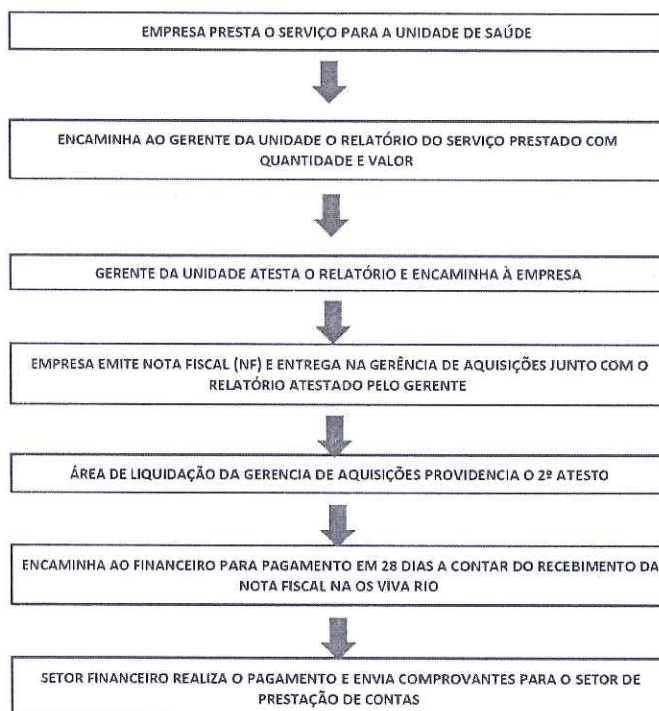 EMPRESA PRESTA O SERVIÇO PARA A UNIDADE DE SAÚDE
ENCAMINHA AO GERENTE DA UNIDADE O RELATÓRIO DO SERVIÇO PRESTADO COM
QUANTIDADE E VALOR
GERENTE DA UNIDADE ATESTA O RELATÓRIO E ENCAMINHA À EMPRESA
EMPRESA EMITE NOTA FISCAL (NF) E ENTREGA NA GERÊNCIA DE AQUISIÇÕES JUNTO COM O
RELATÓRIO ATESTADO PELO GERENTE
ÁREA DE LIQUIDAÇÃO DA GERENCIA DE AQUISIÇÕES PROVIDENCIA O 2º ATESTO
ENCAMINHA AO FINANCEIRO PARA PAGAMENTO EM 28 DIAS A CONTAR DO RECEBIMENTO DA
NOTA FISCAL NA OS VIVA RIO
SETOR FINANCEIRO REALIZA O PAGAMENTO E ENVIA COMPROVANTES PARA O SETOR DE
PRESTAÇÃO DE CONTAS